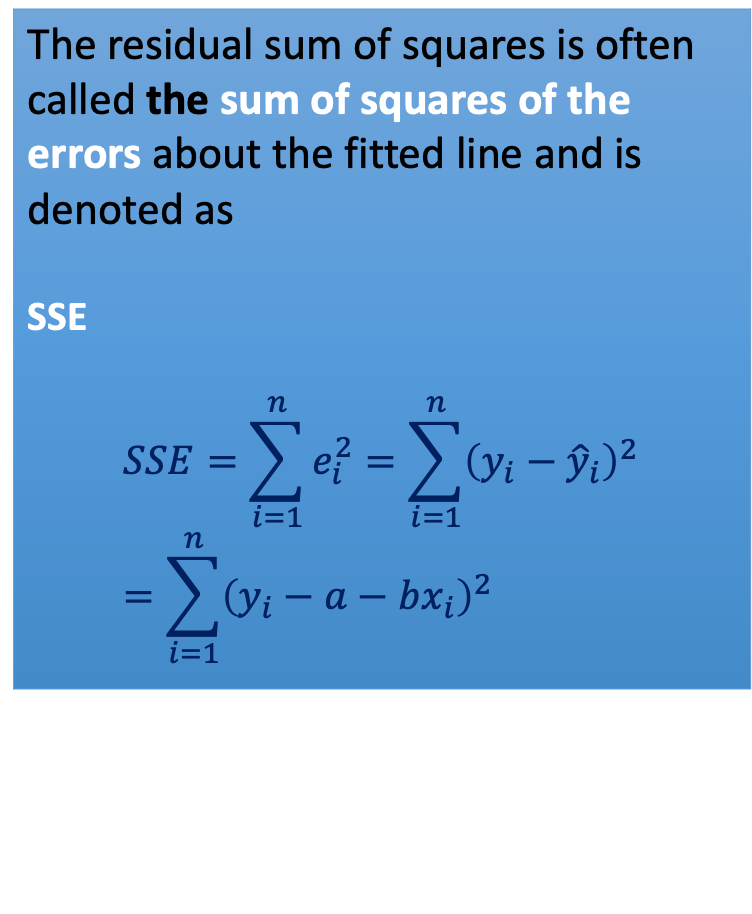 The residual sum of squares is often
called the sum of squares of the
errors about the fitted line and is
denoted as
SSE
$SSE = \sum_{i=1}^{n} e_i^2 = \sum_{i=1}^{n} (y_i - \hat{y}_i)^2$
$= \sum_{i=1}^{n} (y_i - a - bx_i)^2$